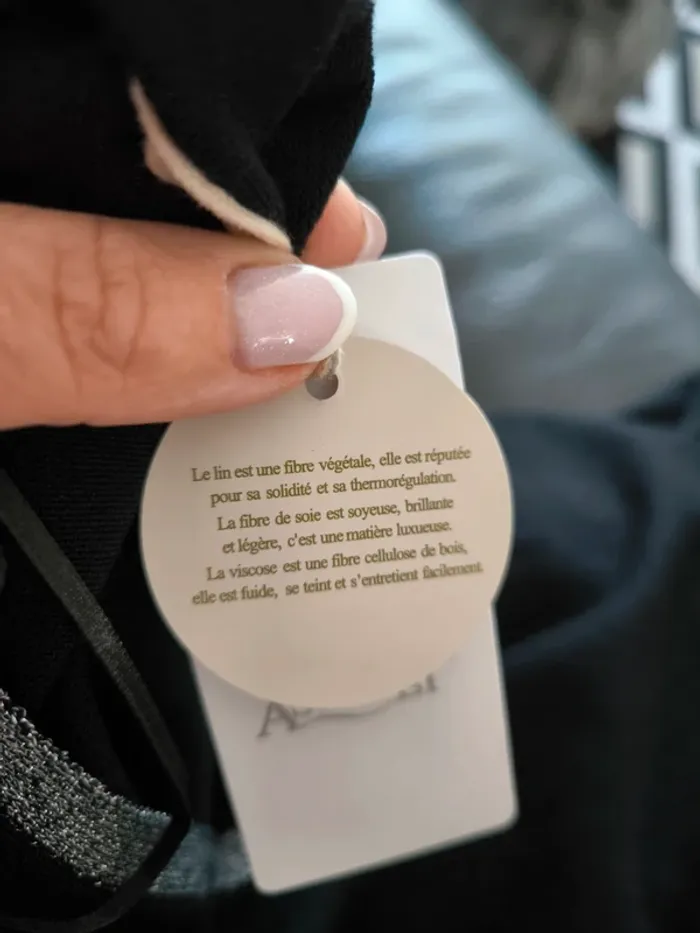 Le lin est une fibre végétale, elle est réputée
pour sa solidité et sa thermorégulation.
La fibre de soie est soyeuse, brillante
et légère, c'est une matière luxueuse.
La viscose est une fibre cellulose de bois,
elle est fuide, se teint et s'entretient facilement.